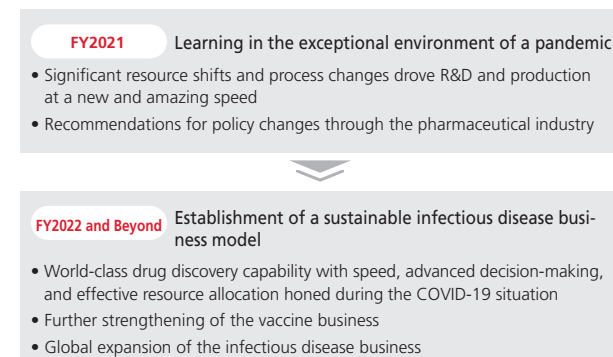 FY2021 Learning in the exceptional environment of a pandemic
• Significant resource shifts and process changes drove R&D and production
at a new and amazing speed
• Recommendations for policy changes through the pharmaceutical industry
FY2022 and Beyond Establishment of a sustainable infectious disease busi-
ness model
• World-class drug discovery capability with speed, advanced decision-making,
and effective resource allocation honed during the COVID-19 situation
• Further strengthening of the vaccine business
• Global expansion of the infectious disease business